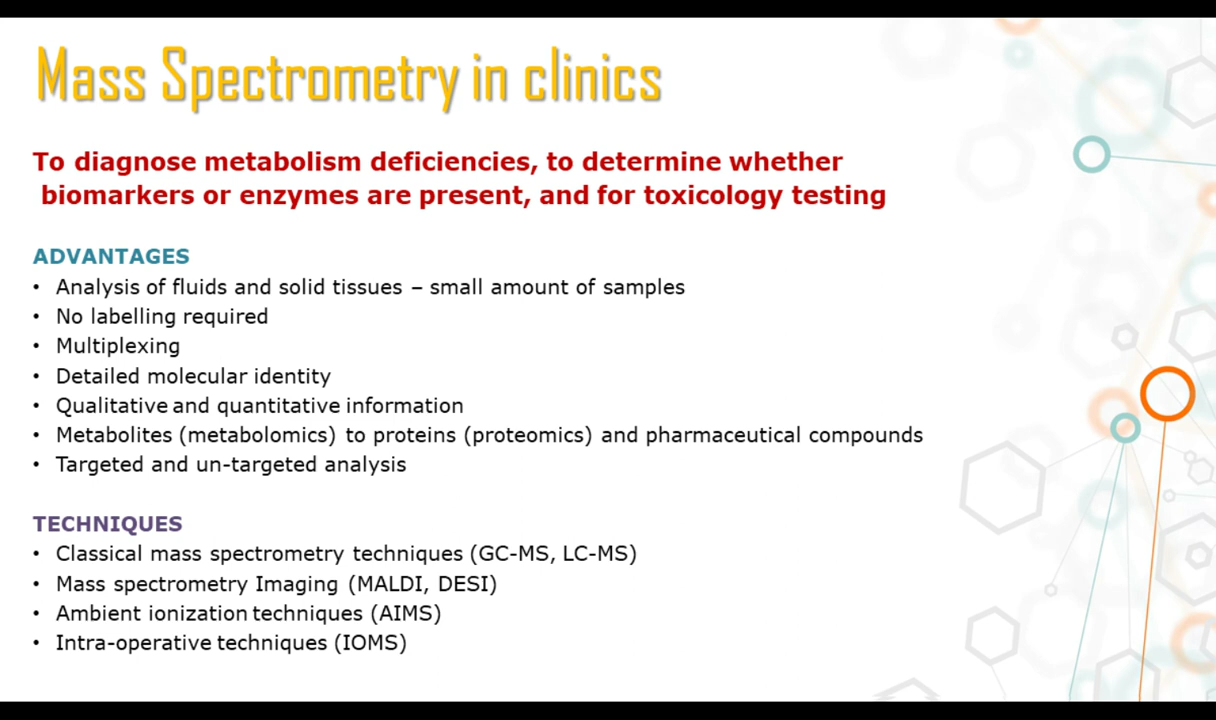 Mass Spectrometry in clinics
To diagnose metabolism deficiencies, to determine whether
biomarkers or enzymes are present, and for toxicology testing
ADVANTAGES
• Analysis of fluids and solid tissues – small amount of samples
• No labelling required
• Multiplexing
• Detailed molecular identity
• Qualitative and quantitative information
• Metabolites (metabolomics) to proteins (proteomics) and pharmaceutical compounds
• Targeted and un-targeted analysis
TECHNIQUES
• Classical mass spectrometry techniques (GC-MS, LC-MS)
• Mass spectrometry Imaging (MALDI, DESI)
• Ambient ionization techniques (AIMS)
• Intra-operative techniques (IOMS)